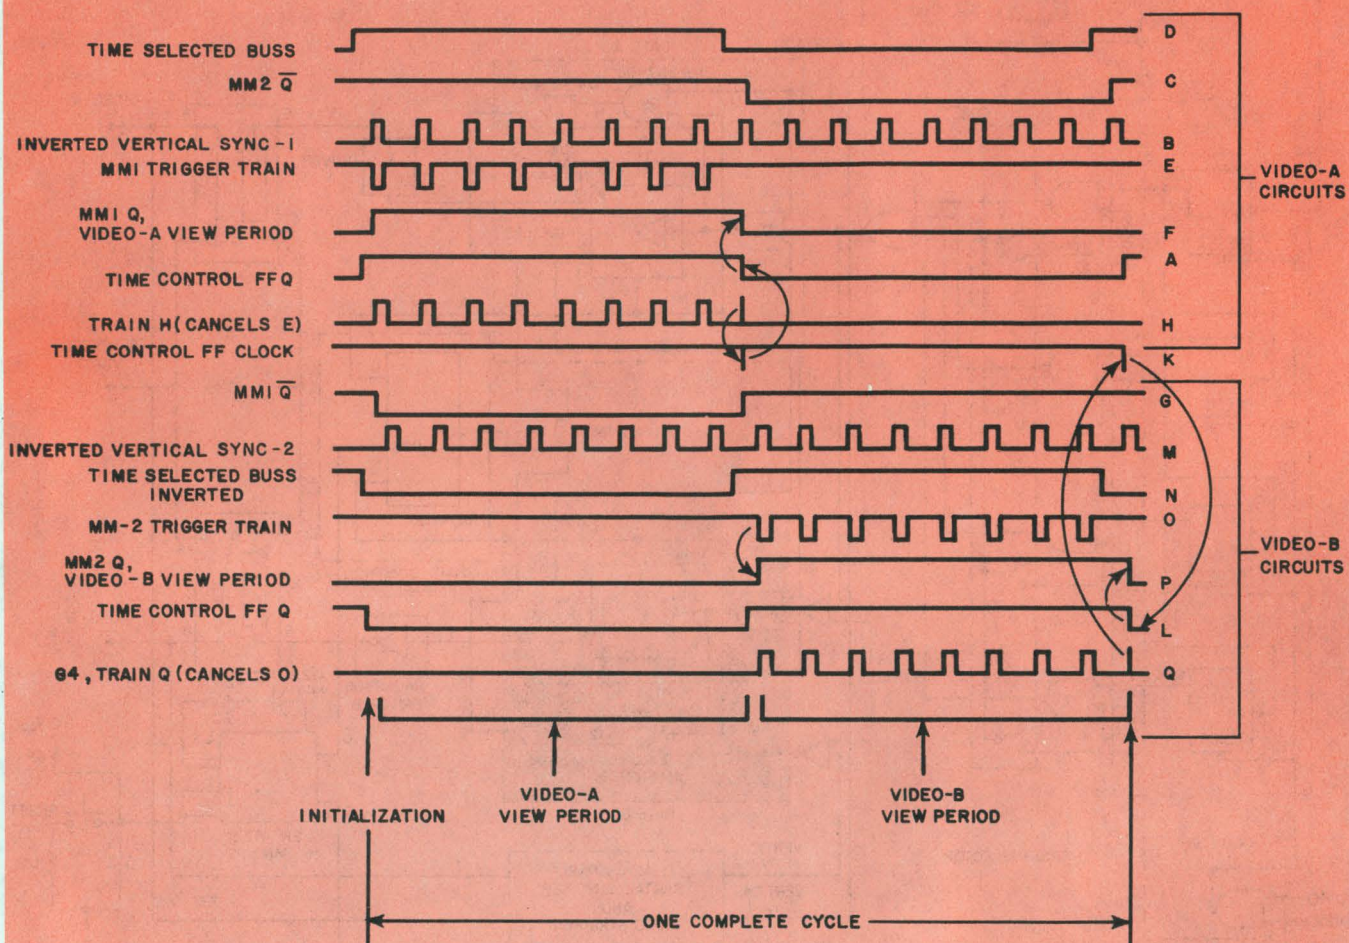 TIME SELECTED BUSS D
MM2 Q̅ C
INVERTED VERTICAL SYNC-1 B
MM1 TRIGGER TRAIN E
VIDEO-A
CIRCUITS
MM1 Q,
VIDEO-A VIEW PERIOD F
TIME CONTROL FF Q A
TRAIN H (CANCELS E) H
TIME CONTROL FF CLOCK K
MM1 Q̅ G
INVERTED VERTICAL SYNC-2 M
TIME SELECTED BUSS
INVERTED N
MM-2 TRIGGER TRAIN O
VIDEO-B
CIRCUITS
MM2 Q,
VIDEO-B VIEW PERIOD P
TIME CONTROL FF Q L
G4, TRAIN Q (CANCELS O) Q
INITIALIZATION
VIDEO-A
VIEW PERIOD
VIDEO-B
VIEW PERIOD
ONE COMPLETE CYCLE